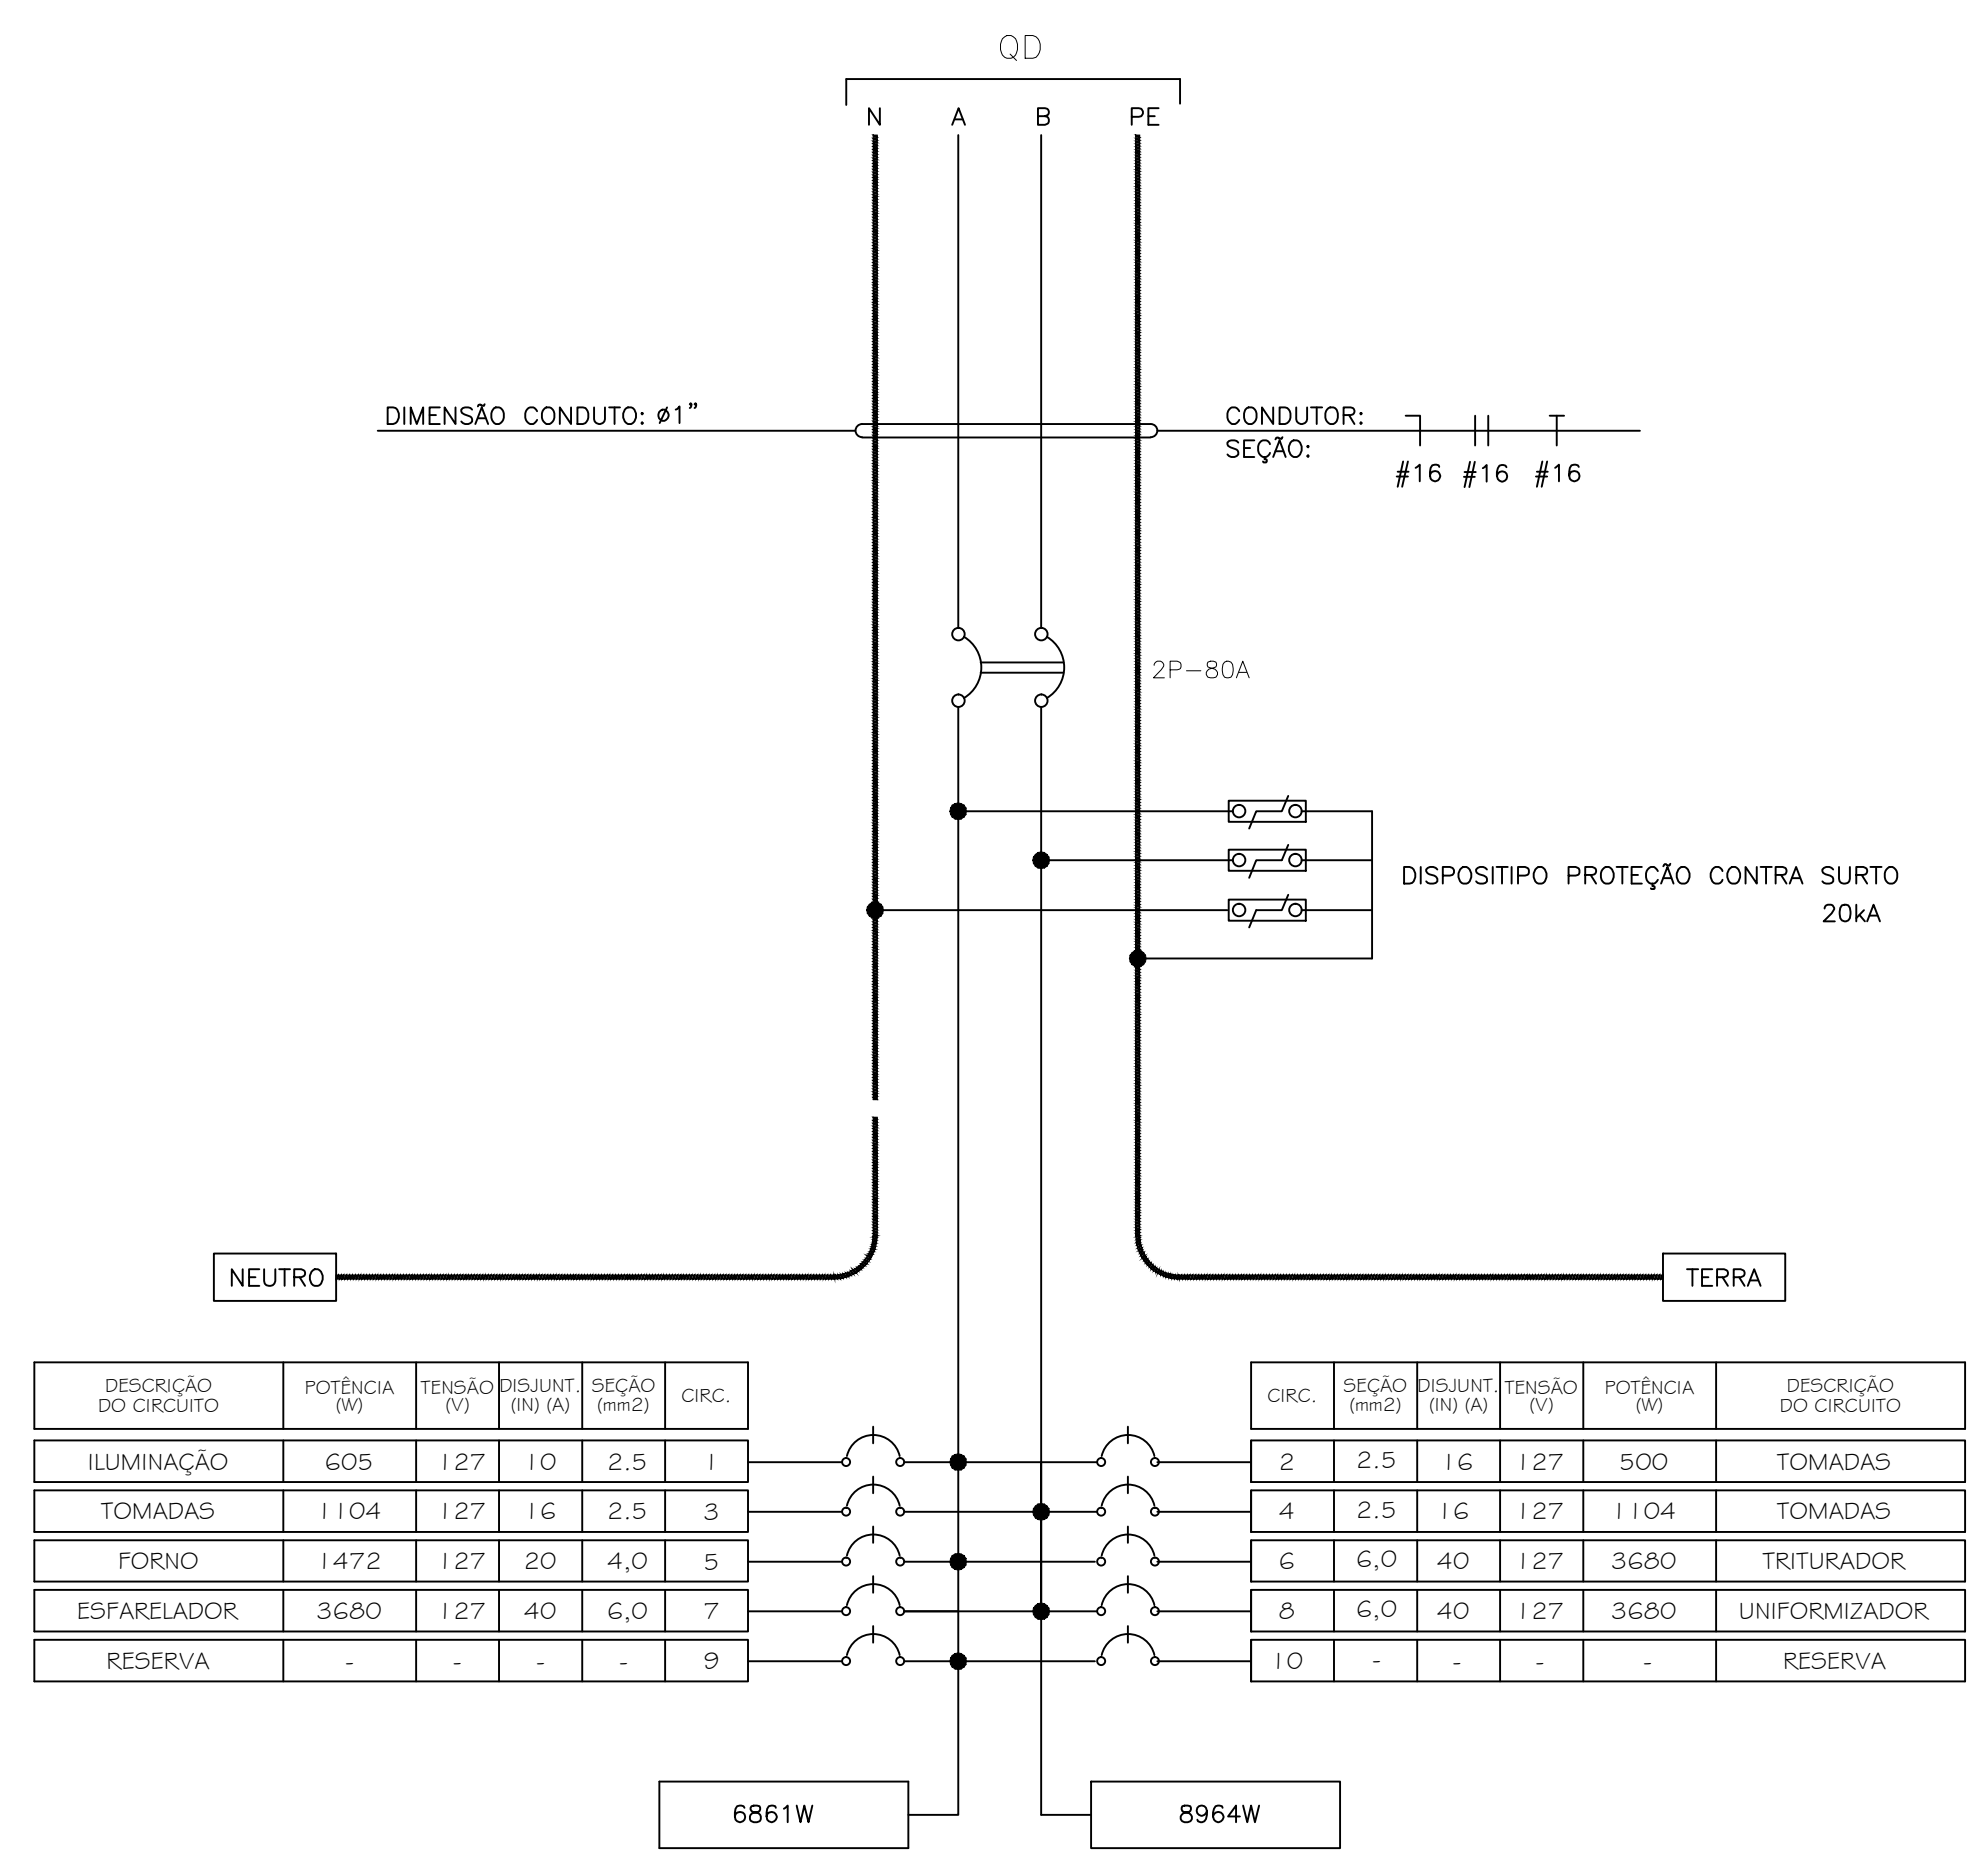 QD
N A B PE
DIMENSÃO CONDUTO: ø1”
CONDUTOR:
SEÇÃO:
#16 #16 #16
2P-80A
DISPOSITIPO PROTEÇÃO CONTRA SURTO
20kA
NEUTRO
TERRA
DESCRIÇÃO DO CIRCUITO POTÊNCIA (W) TENSÃO (V) DISJUNT. (IN) (A) SEÇÃO (mm2) CIRC.
ILUMINAÇÃO 605 127 10 2.5 1
TOMADAS 1104 127 16 2.5 3
FORNO 1472 127 20 4,0 5
ESFARELADOR 3680 127 40 6,0 7
RESERVA - - - - 9
CIRC. SEÇÃO (mm2) DISJUNT. (IN) (A) TENSÃO (V) POTÊNCIA (W) DESCRIÇÃO DO CIRCUITO
2 2.5 16 127 500 TOMADAS
4 2.5 16 127 1104 TOMADAS
6 6,0 40 127 3680 TRITURADOR
8 6,0 40 127 3680 UNIFORMIZADOR
10 - - - - RESERVA
6861W
8964W